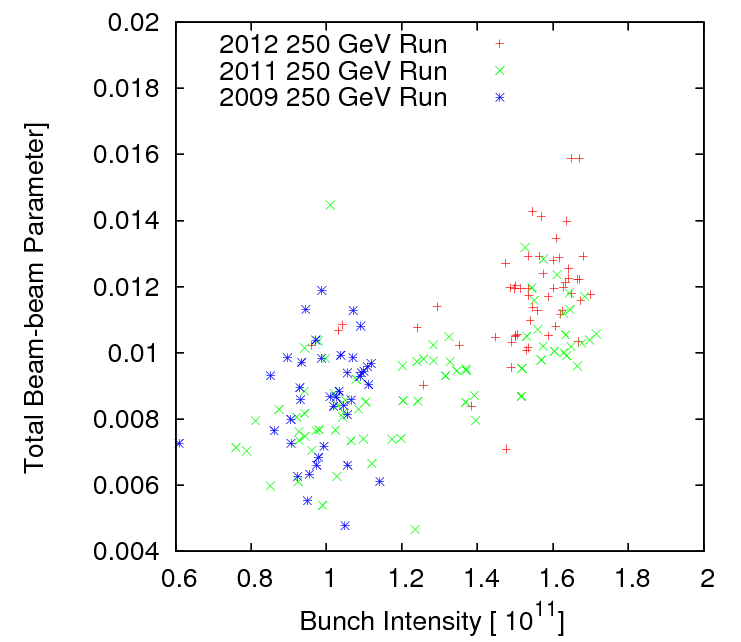 0.02
0.018
0.016
0.014
0.012
0.01
0.008
0.006
0.004
Total Beam-beam Parameter]
2012 250 GeV Run
2011 250 GeV Run
2009 250 GeV Run
0.6 0.8 1 1.2 1.4 1.6 1.8 2
Bunch Intensity [ 10^11]